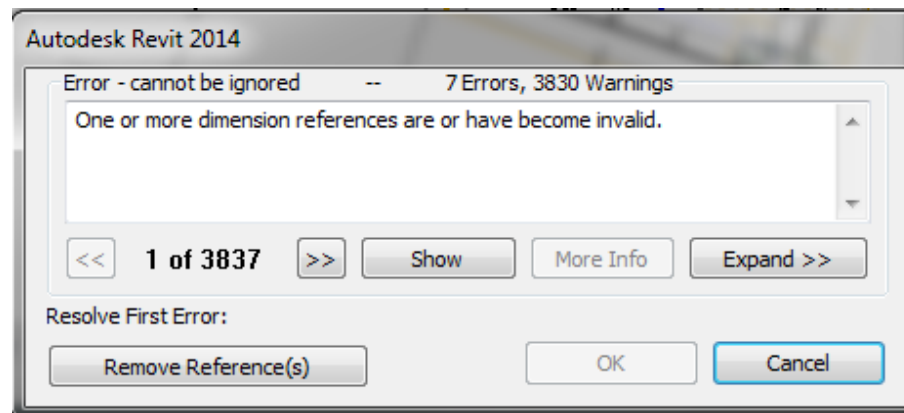 Autodesk Revit 2014
Error - cannot be ignored -- 7 Errors, 3830 Warnings
One or more dimension references are or have become invalid.
<< 1 of 3837 >> Show More Info Expand >>
Resolve First Error:
Remove Reference(s) OK Cancel